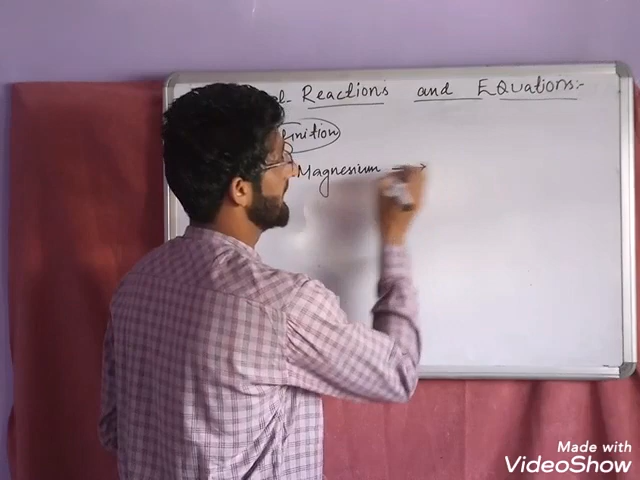 Reactions and Equations:-
Magnesium →
Made with
VideoShow